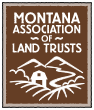 MONTANA
ASSOCIATION
~ OF ~
LAND TRUSTS